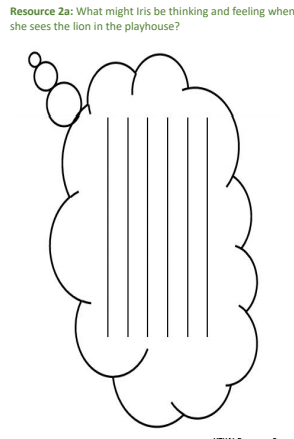 Resource 2a: What might Iris be thinking and feeling when
she sees the lion in the playhouse?